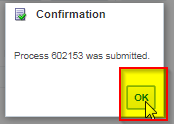 Confirmation
Process 602153 was submitted.
OK